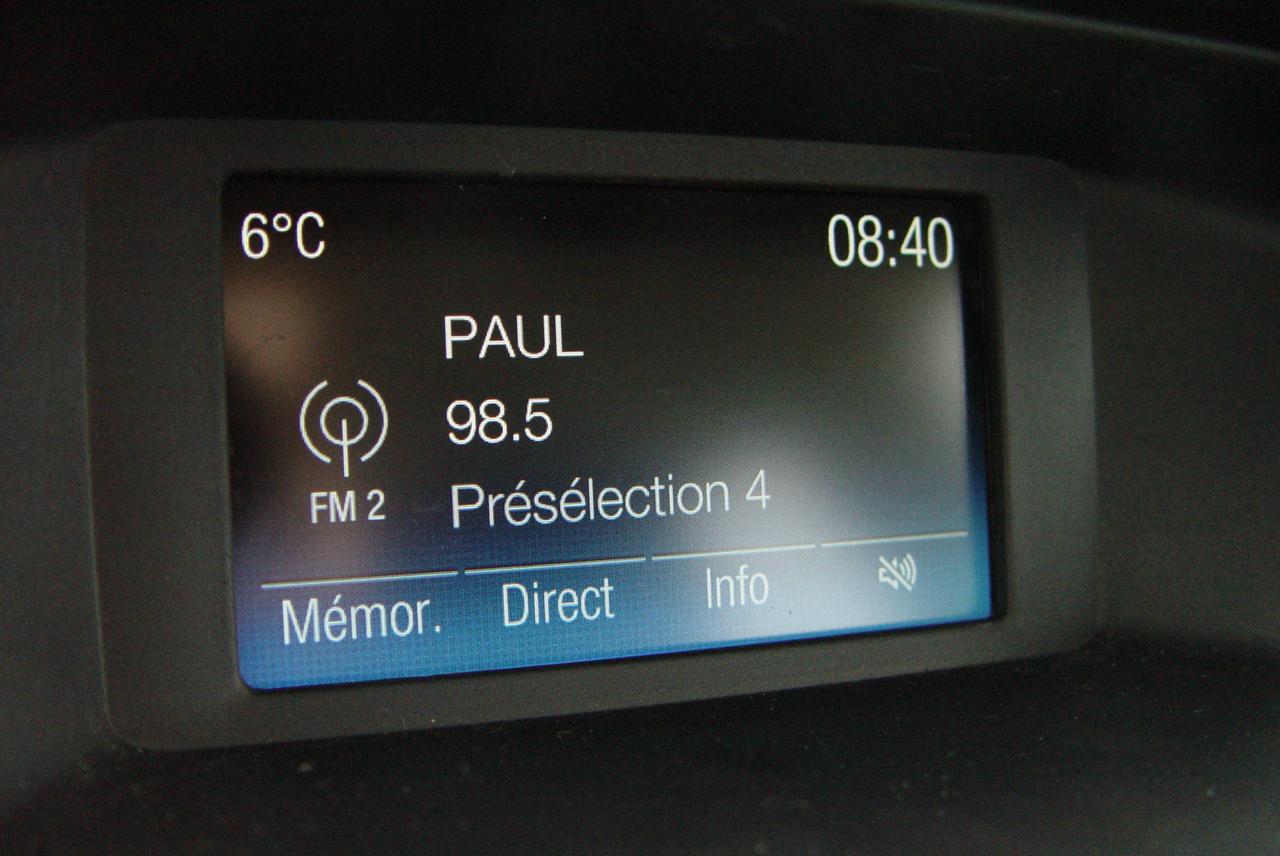 6°C 08:40
PAUL
98.5
FM 2 Présélection 4
Mémor. Direct Info